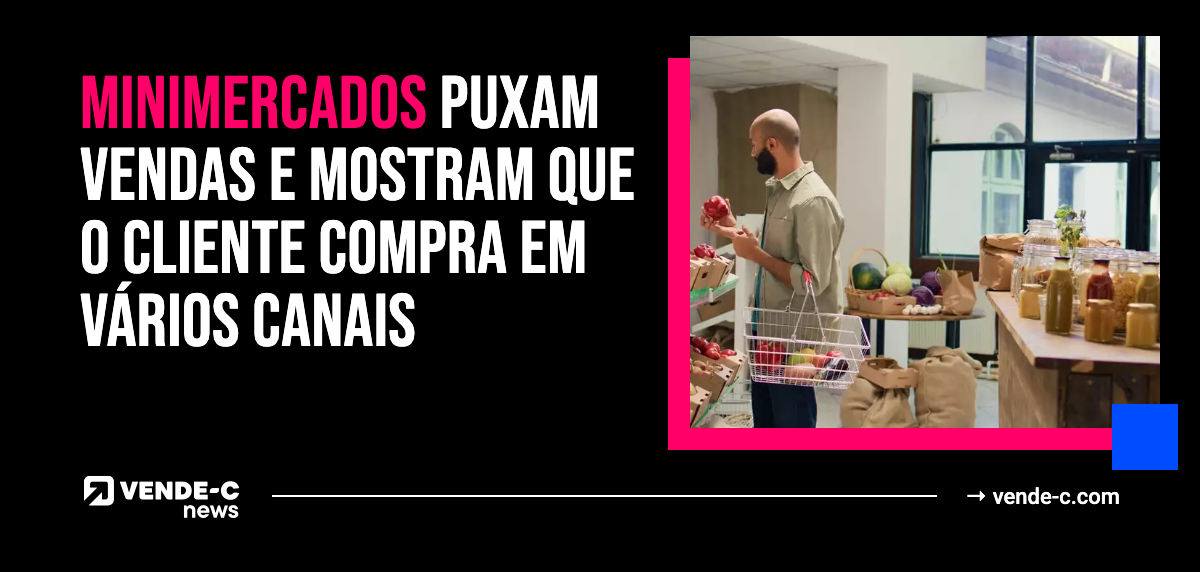 MINIMERCADOS PUXAM
VENDAS E MOSTRAM QUE
O CLIENTE COMPRA EM
VÁRIOS CANAIS
VENDE-C
news
→ vende-c.com